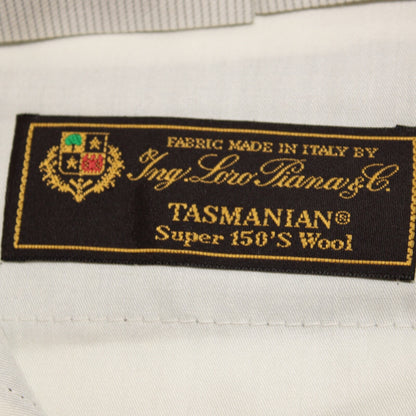 FABRIC MADE IN ITALY BY
Ing. Loro Piana & C.
TASMANIAN®
Super 150'S Wool